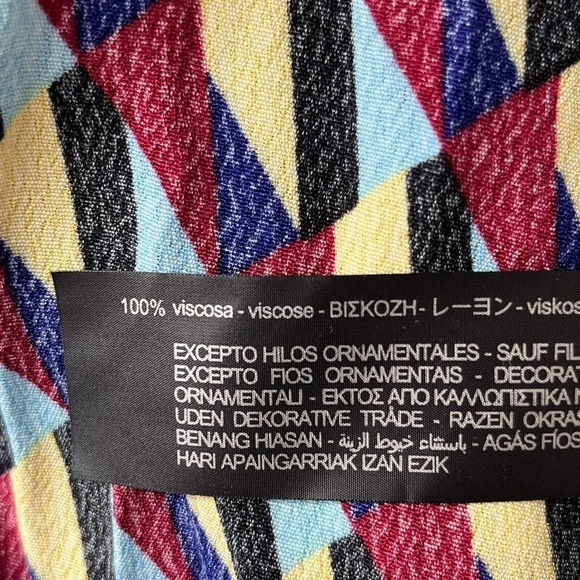 100% viscosa - viscose - ΒΙΣΚΟΖΗ - レーヨン - viskos
EXCEPTO HILOS ORNAMENTALES - SAUF FIL
EXCEPTO FIOS ORNAMENTAIS - DECORAT
ORNAMENTALI - ΕΚΤΟΣ ΑΠΟ ΚΑΛΛΩΠΙΣΤΙΚΑ Ν
UDEN DEKORATIVE TRÅDE - RAZEN OKRAS
BENANG HIASAN - باستثناء خيوط الزينة - AGÁS FÍOS
HARI APAINGARRIAK IZAN EZIK